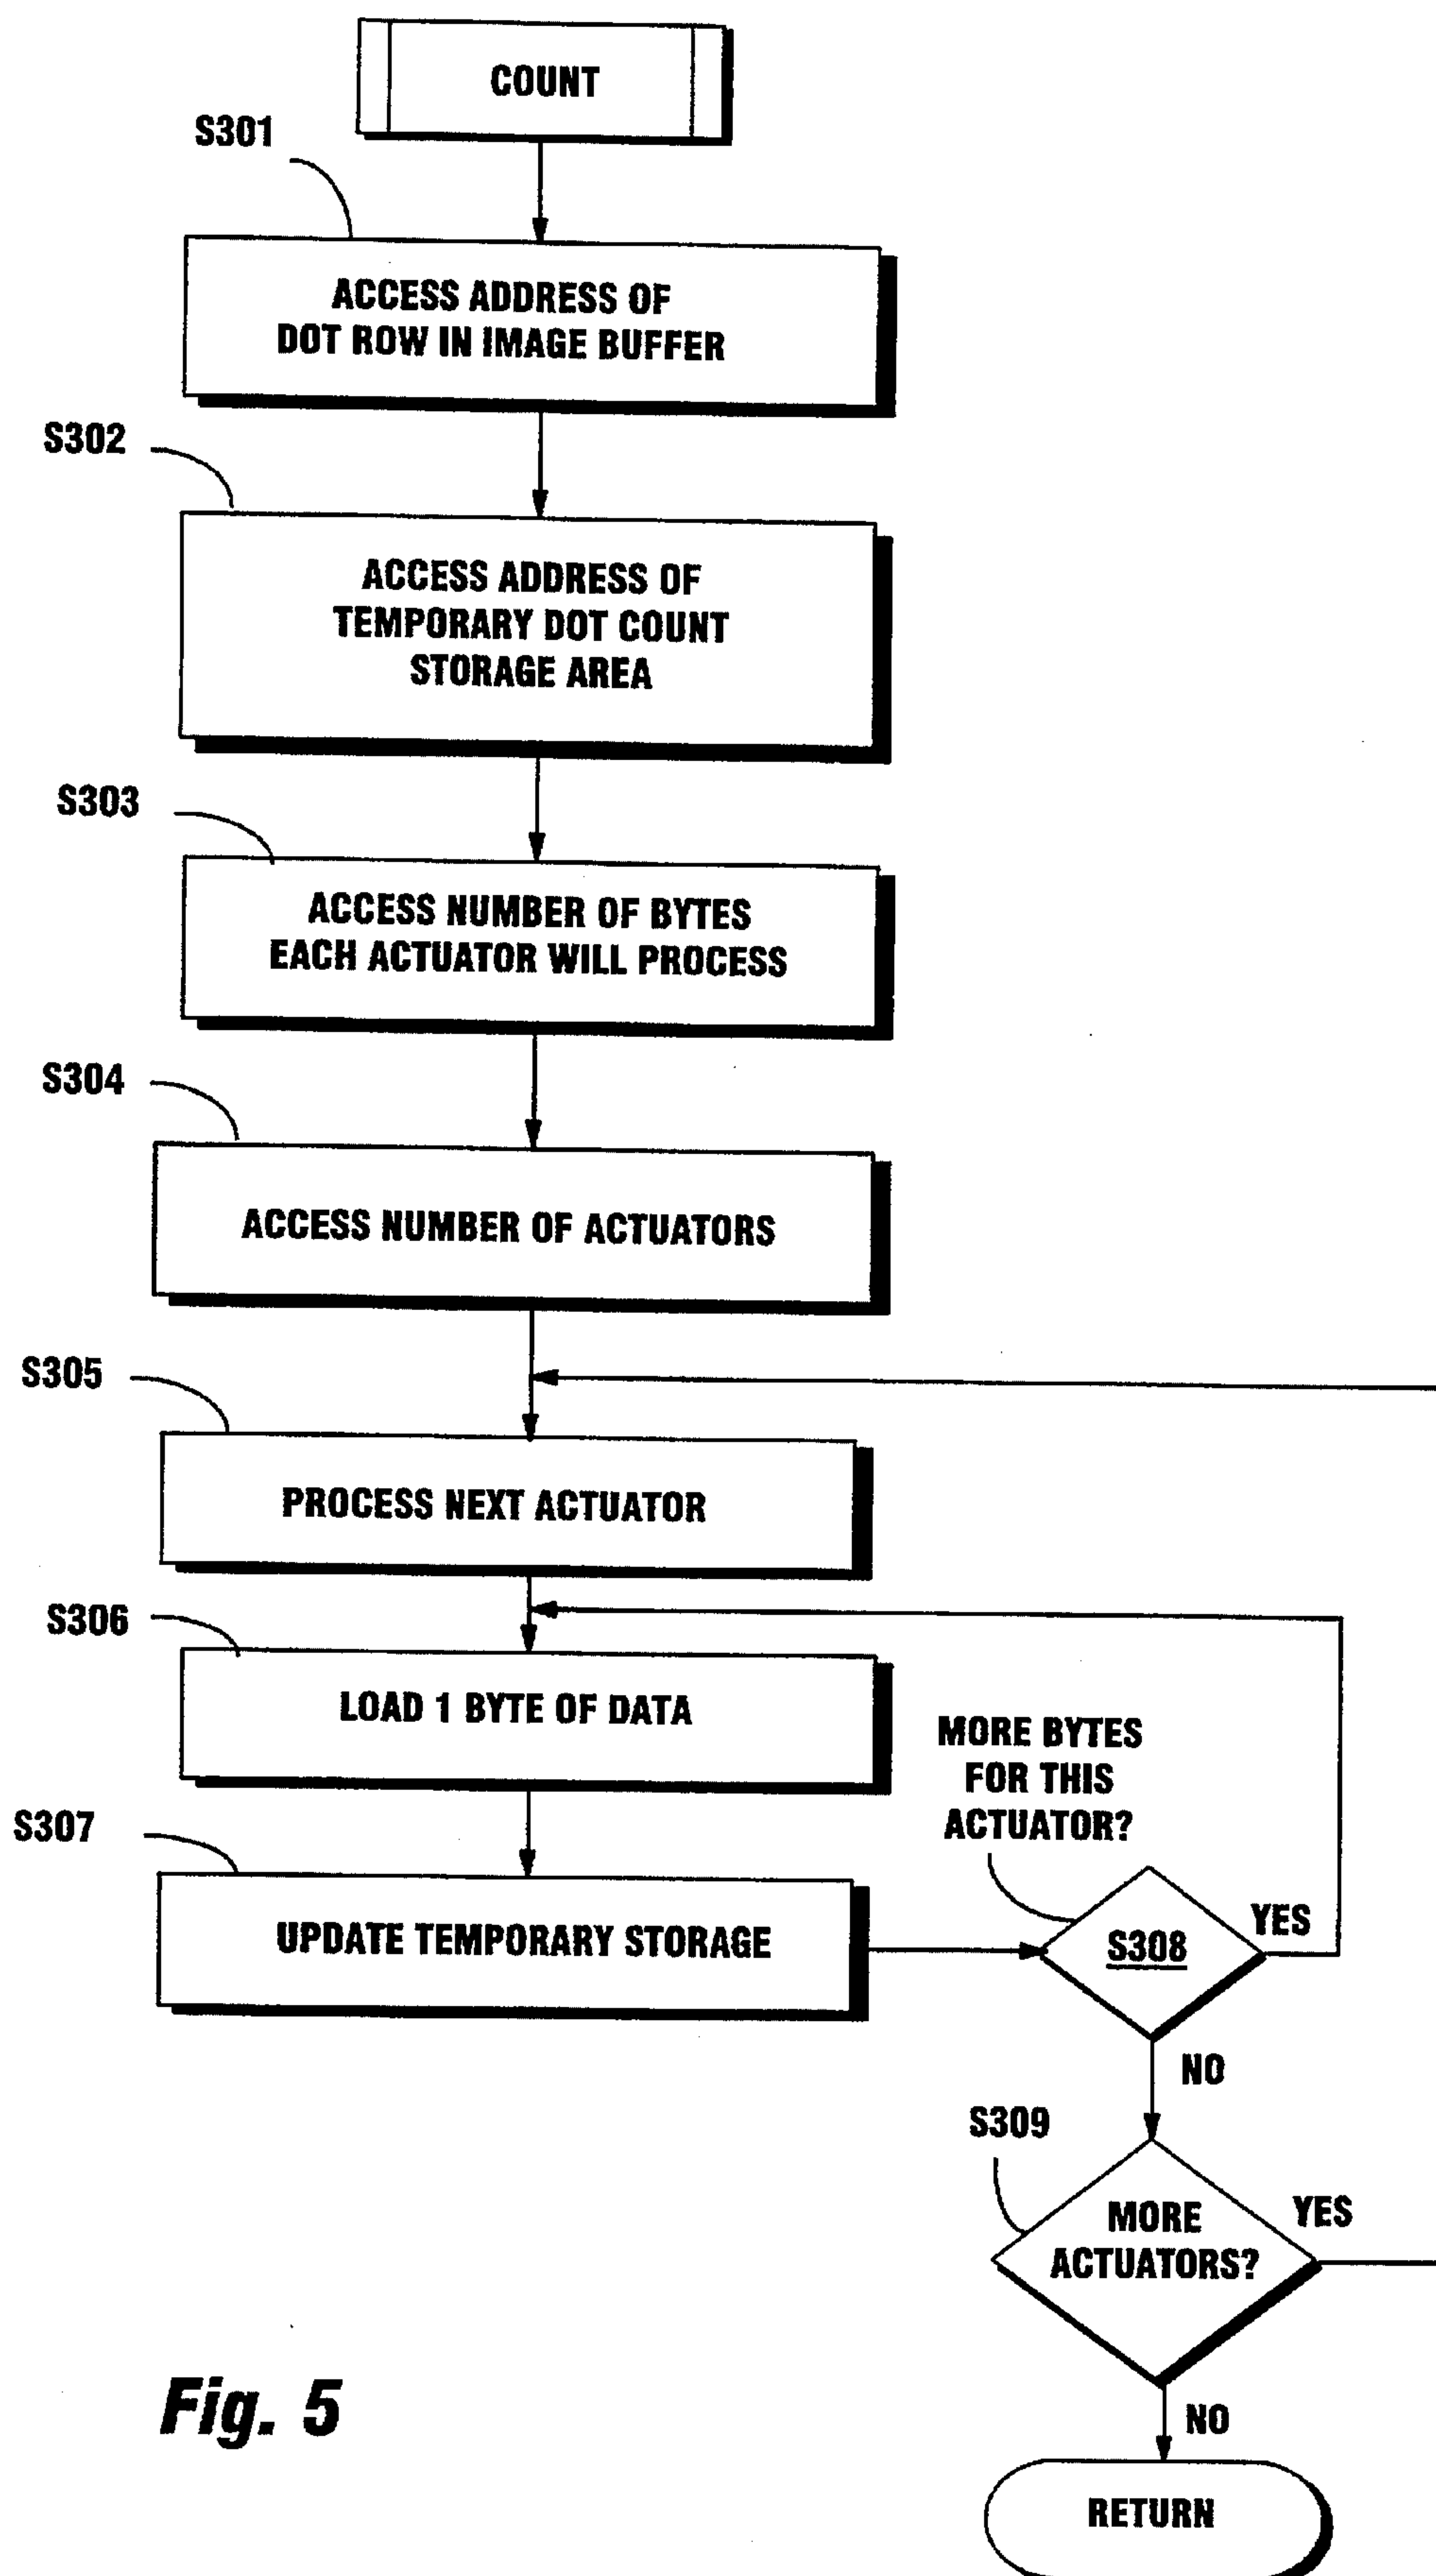 COUNT
S301
ACCESS ADDRESS OF
DOT ROW IN IMAGE BUFFER
S302
ACCESS ADDRESS OF
TEMPORARY DOT COUNT
STORAGE AREA
S303
ACCESS NUMBER OF BYTES
EACH ACTUATOR WILL PROCESS
S304
ACCESS NUMBER OF ACTUATORS
S305
PROCESS NEXT ACTUATOR
S306
LOAD 1 BYTE OF DATA
MORE BYTES
FOR THIS
ACTUATOR?
S307
UPDATE TEMPORARY STORAGE
S308
YES
NO
S309
MORE
ACTUATORS?
YES
NO
Fig. 5
RETURN